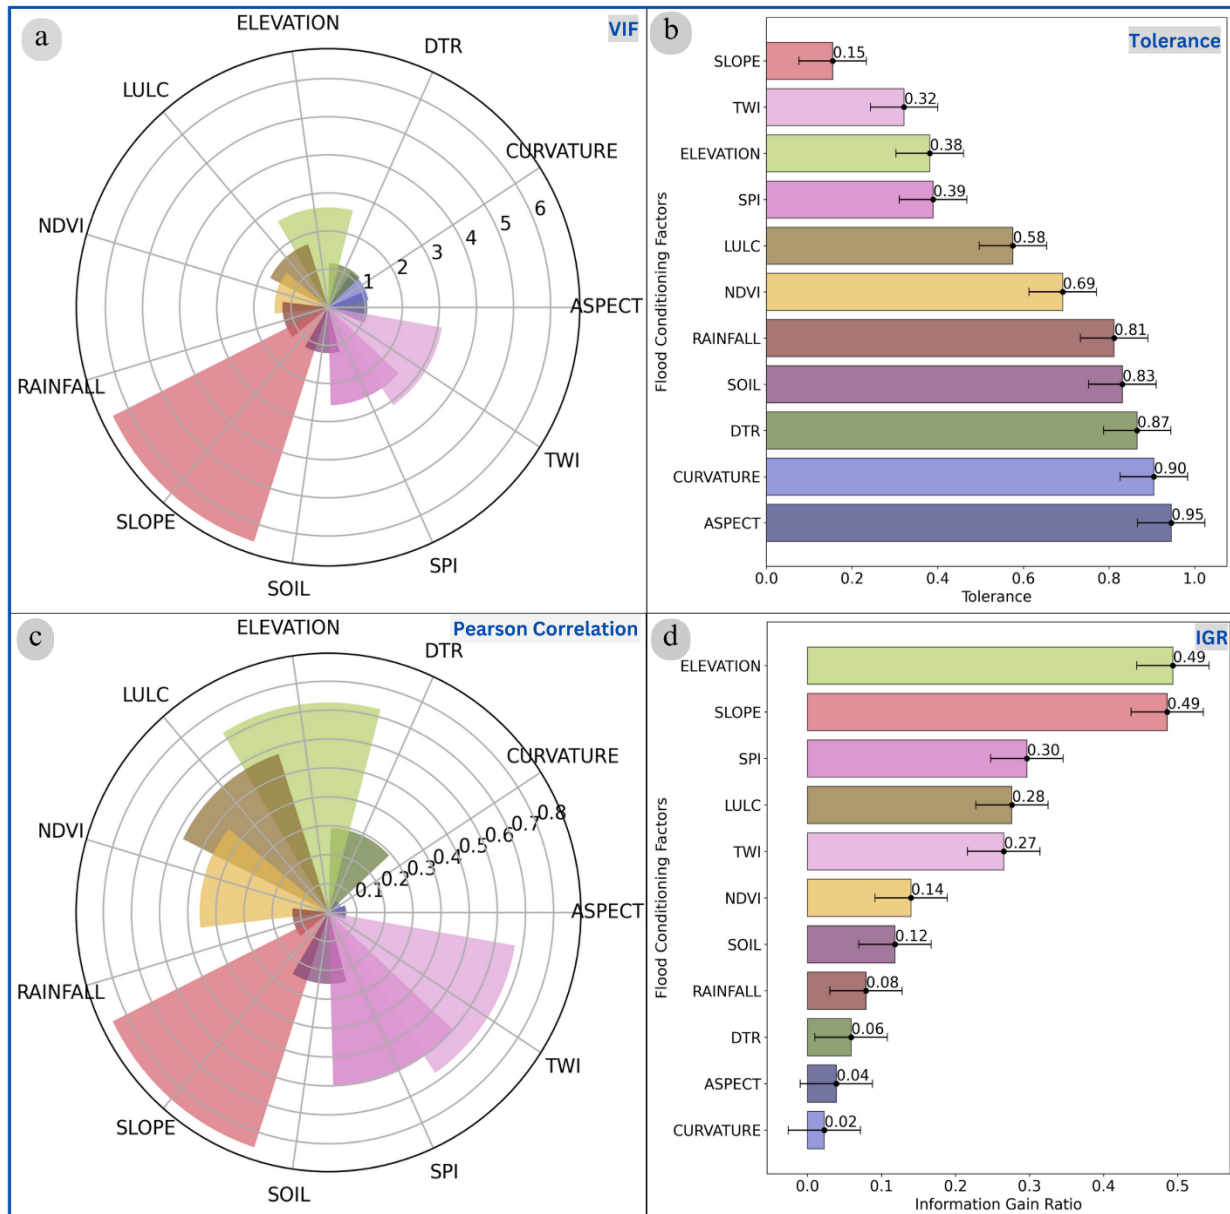 a
VIF
ELEVATION
DTR
LULC
CURVATURE
NDVI
6
5
4
3
2
1
ASPECT
RAINFALL
TWI
SLOPE
SPI
SOIL
b
Tolerance
Flood Conditioning Factors
SLOPE 0.15
TWI 0.32
ELEVATION 0.38
SPI 0.39
LULC 0.58
NDVI 0.69
RAINFALL 0.81
SOIL 0.83
DTR 0.87
CURVATURE 0.90
ASPECT 0.95
0.0 0.2 0.4 0.6 0.8 1.0
Tolerance
c
Pearson Correlation
ELEVATION
DTR
LULC
CURVATURE
NDVI
0.8
0.7
0.6
0.5
0.4
0.3
0.2
0.1
ASPECT
RAINFALL
TWI
SLOPE
SPI
SOIL
d
IGR
Flood Conditioning Factors
ELEVATION 0.49
SLOPE 0.49
SPI 0.30
LULC 0.28
TWI 0.27
NDVI 0.14
SOIL 0.12
RAINFALL 0.08
DTR 0.06
ASPECT 0.04
CURVATURE 0.02
0.0 0.1 0.2 0.3 0.4 0.5
Information Gain Ratio